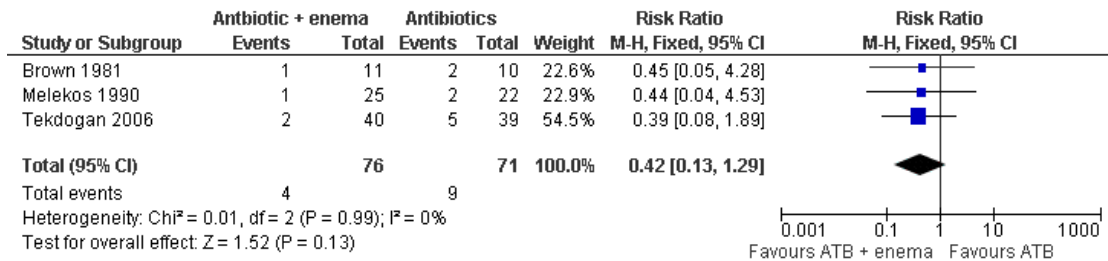 Antbiotic + enema Antibiotics Risk Ratio Risk Ratio
Study or Subgroup Events Total Events Total Weight M-H, Fixed, 95% CI M-H, Fixed, 95% CI
Brown 1981 1 11 2 10 22.6% 0.45 [0.05, 4.28]
Melekos 1990 1 25 2 22 22.9% 0.44 [0.04, 4.53]
Tekdogan 2006 2 40 5 39 54.5% 0.39 [0.08, 1.89]
Total (95% CI) 76 71 100.0% 0.42 [0.13, 1.29]
Total events 4 9
Heterogeneity: Chi² = 0.01, df = 2 (P = 0.99); I² = 0%
Test for overall effect: Z = 1.52 (P = 0.13)
0.001 0.1 1 10 1000
Favours ATB + enema Favours ATB